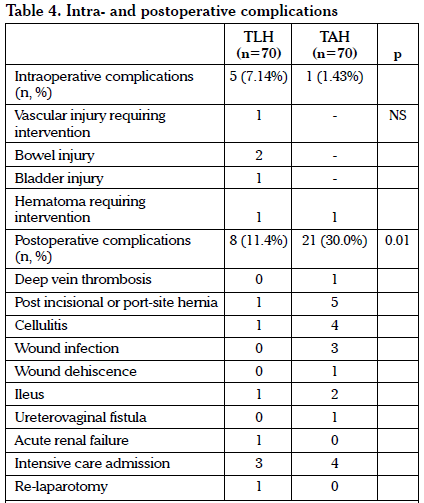 Table 4. Intra- and postoperative complications
TLH TAH
(n=70) (n=70) p
Intraoperative complications 5 (7.14%) 1 (1.43%)
(n, %)
Vascular injury requiring 1 - NS
intervention
Bowel injury 2 -
Bladder injury 1 -
Hematoma requiring
intervention 1 1
Postoperative complications 8 (11.4%) 21 (30.0%) 0.01
(n, %)
Deep vein thrombosis 0 1
Post incisional or port-site hernia 1 5
Cellulitis 1 4
Wound infection 0 3
Wound dehiscence 0 1
Ileus 1 2
Ureterovaginal fistula 0 1
Acute renal failure 1 0
Intensive care admission 3 4
Re-laparotomy 1 0